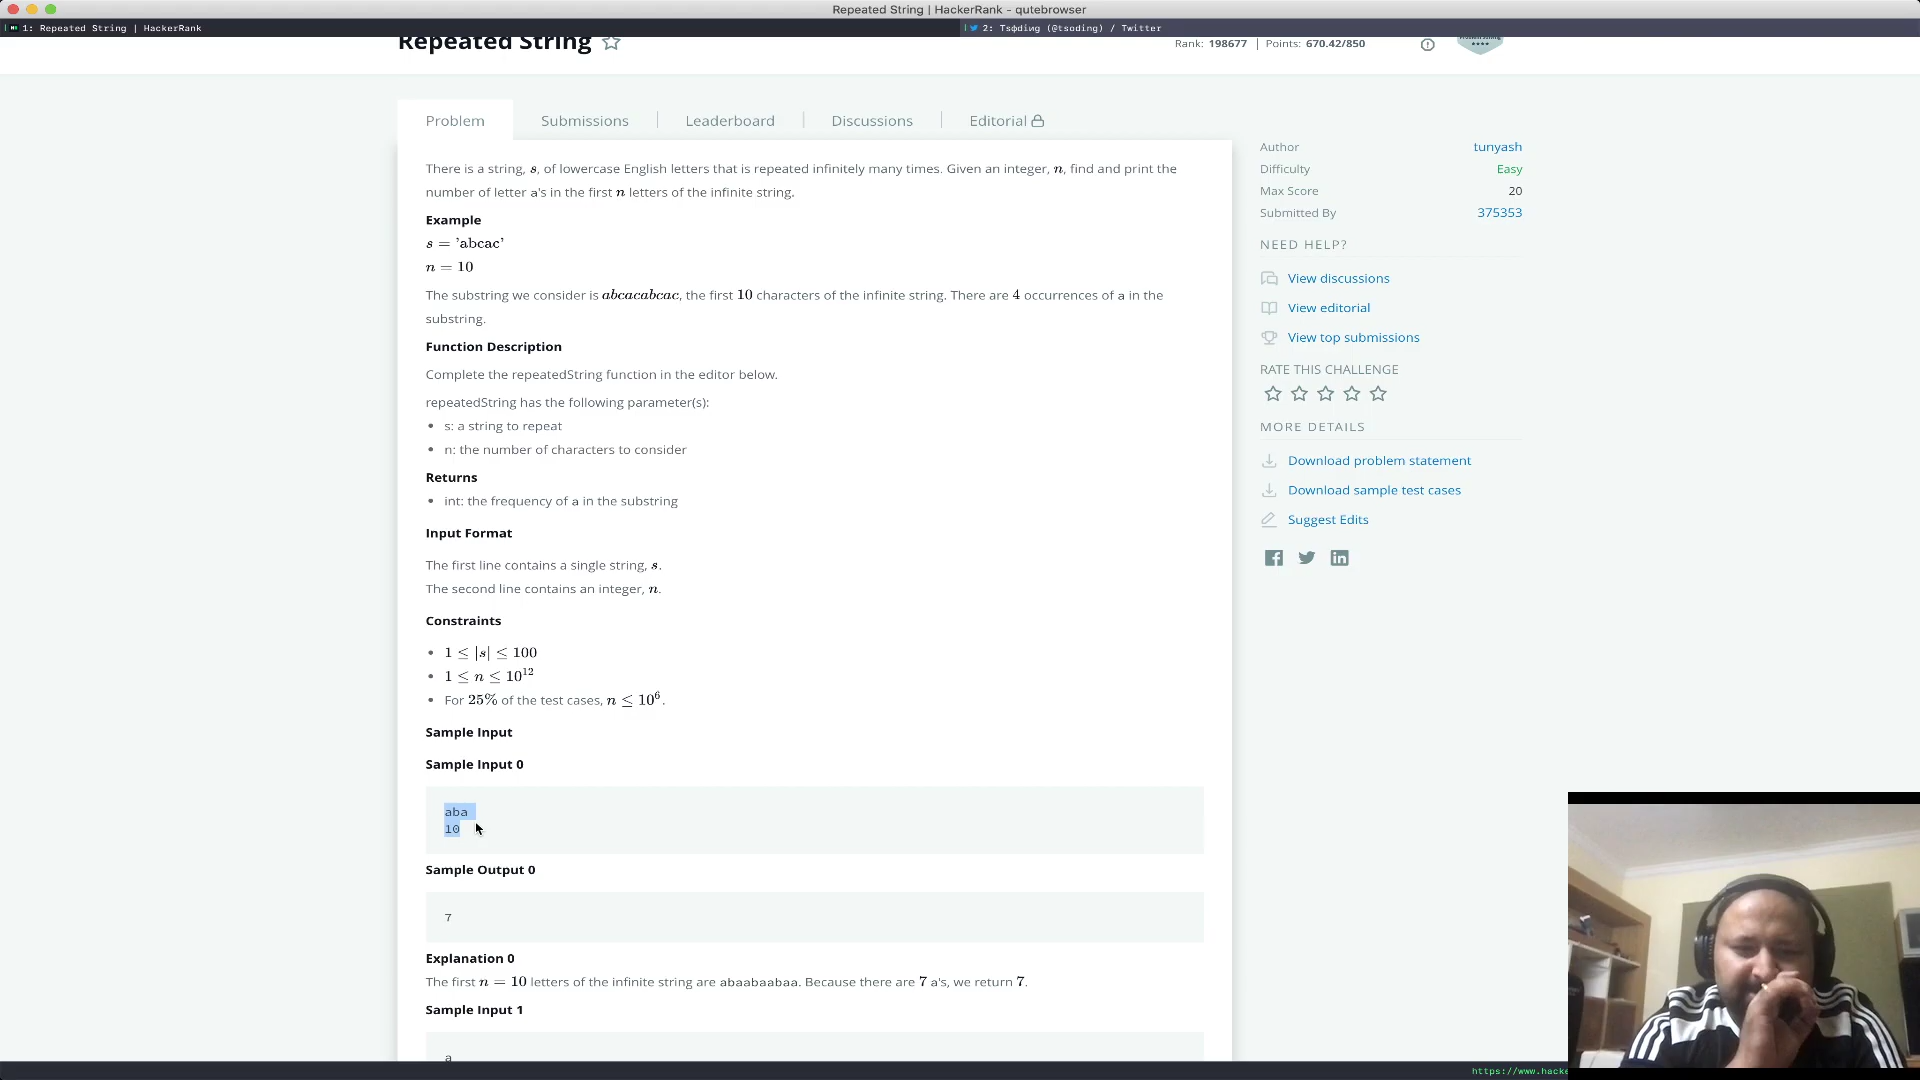 Repeated String | HackerRank - qutebrowser
1: Repeated String | HackerRank
2: Tsoding (@tsoding) / Twitter
Repeated String
Rank: 198677 | Points: 670.42/850
Problem
Submissions
Leaderboard
Discussions
Editorial
There is a string, s, of lowercase English letters that is repeated infinitely many times. Given an integer, n, find and print the
number of letter a's in the first n letters of the infinite string.
Example
s = 'abcac'
n = 10
The substring we consider is abcacabcac, the first 10 characters of the infinite string. There are 4 occurrences of a in the
substring.
Function Description
Complete the repeatedString function in the editor below.
repeatedString has the following parameter(s):
• s: a string to repeat
• n: the number of characters to consider
Returns
• int: the frequency of a in the substring
Input Format
The first line contains a single string, s.
The second line contains an integer, n.
Constraints
• 1 ≤ |s| ≤ 100
• 1 ≤ n ≤ 10¹²
• For 25% of the test cases, n ≤ 10⁶.
Sample Input
Sample Input 0
aba
10
Sample Output 0
7
Explanation 0
The first n = 10 letters of the infinite string are abaabaabaa. Because there are 7 a's, we return 7.
Sample Input 1
a
Author tunyash
Difficulty Easy
Max Score 20
Submitted By 375353
NEED HELP?
View discussions
View editorial
View top submissions
RATE THIS CHALLENGE
MORE DETAILS
Download problem statement
Download sample test cases
Suggest Edits
https://www.hacke